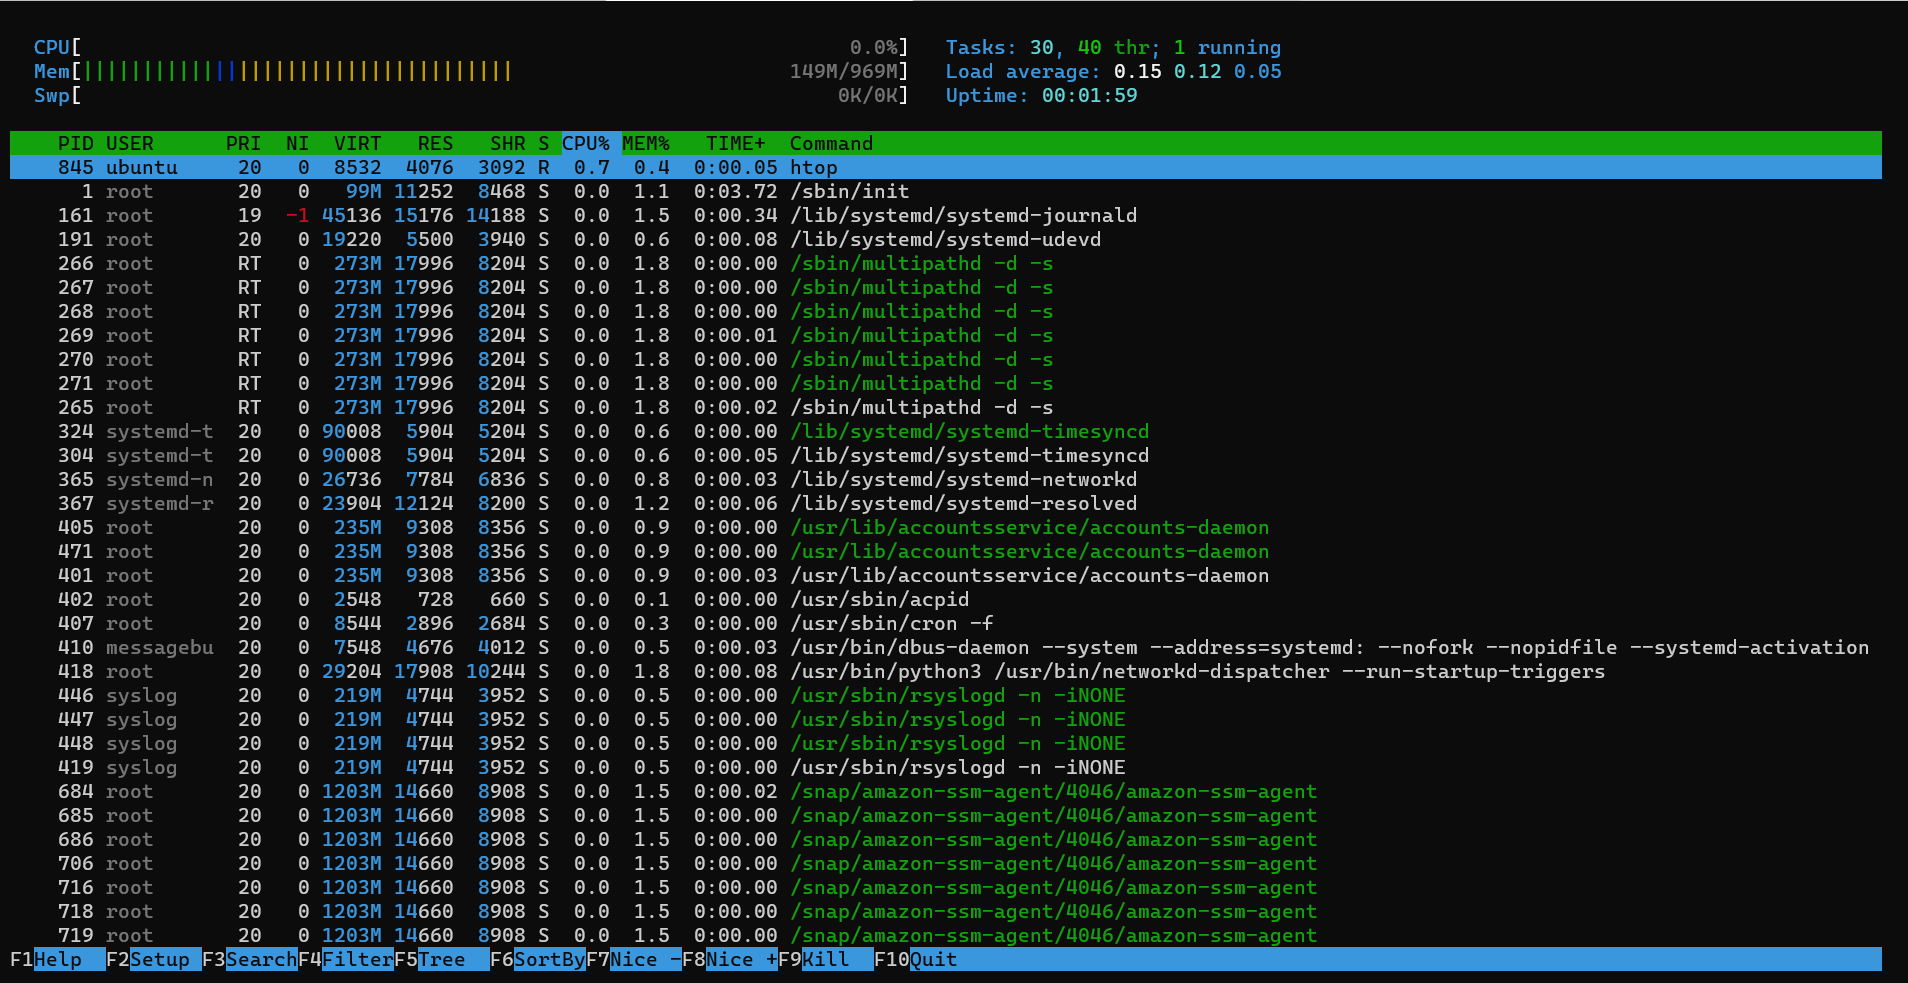 CPU[ 0.0%] Tasks: 30, 40 thr; 1 running
Mem[|||||||||||||||||||||||||||||||||||| 149M/969M] Load average: 0.15 0.12 0.05
Swp[ 0K/0K] Uptime: 00:01:59
PID USER PRI NI VIRT RES SHR S CPU% MEM% TIME+ Command
845 ubuntu 20 0 8532 4076 3092 R 0.7 0.4 0:00.05 htop
1 root 20 0 99M 11252 8468 S 0.0 1.1 0:03.72 /sbin/init
161 root 19 -1 45136 15176 14188 S 0.0 1.5 0:00.34 /lib/systemd/systemd-journald
191 root 20 0 19220 5500 3940 S 0.0 0.6 0:00.08 /lib/systemd/systemd-udevd
266 root RT 0 273M 17996 8204 S 0.0 1.8 0:00.00 /sbin/multipathd -d -s
267 root RT 0 273M 17996 8204 S 0.0 1.8 0:00.00 /sbin/multipathd -d -s
268 root RT 0 273M 17996 8204 S 0.0 1.8 0:00.00 /sbin/multipathd -d -s
269 root RT 0 273M 17996 8204 S 0.0 1.8 0:00.01 /sbin/multipathd -d -s
270 root RT 0 273M 17996 8204 S 0.0 1.8 0:00.00 /sbin/multipathd -d -s
271 root RT 0 273M 17996 8204 S 0.0 1.8 0:00.00 /sbin/multipathd -d -s
265 root RT 0 273M 17996 8204 S 0.0 1.8 0:00.02 /sbin/multipathd -d -s
324 systemd-t 20 0 90008 5904 5204 S 0.0 0.6 0:00.00 /lib/systemd/systemd-timesyncd
304 systemd-t 20 0 90008 5904 5204 S 0.0 0.6 0:00.05 /lib/systemd/systemd-timesyncd
365 systemd-n 20 0 26736 7784 6836 S 0.0 0.8 0:00.03 /lib/systemd/systemd-networkd
367 systemd-r 20 0 23904 12124 8200 S 0.0 1.2 0:00.06 /lib/systemd/systemd-resolved
405 root 20 0 235M 9308 8356 S 0.0 0.9 0:00.00 /usr/lib/accountsservice/accounts-daemon
471 root 20 0 235M 9308 8356 S 0.0 0.9 0:00.00 /usr/lib/accountsservice/accounts-daemon
401 root 20 0 235M 9308 8356 S 0.0 0.9 0:00.03 /usr/lib/accountsservice/accounts-daemon
402 root 20 0 2548 728 660 S 0.0 0.1 0:00.00 /usr/sbin/acpid
407 root 20 0 8544 2896 2684 S 0.0 0.3 0:00.00 /usr/sbin/cron -f
410 messagebu 20 0 7548 4676 4012 S 0.0 0.5 0:00.03 /usr/bin/dbus-daemon --system --address=systemd: --nofork --nopidfile --systemd-activation
418 root 20 0 29204 17908 10244 S 0.0 1.8 0:00.08 /usr/bin/python3 /usr/bin/networkd-dispatcher --run-startup-triggers
446 syslog 20 0 219M 4744 3952 S 0.0 0.5 0:00.00 /usr/sbin/rsyslogd -n -iNONE
447 syslog 20 0 219M 4744 3952 S 0.0 0.5 0:00.00 /usr/sbin/rsyslogd -n -iNONE
448 syslog 20 0 219M 4744 3952 S 0.0 0.5 0:00.00 /usr/sbin/rsyslogd -n -iNONE
419 syslog 20 0 219M 4744 3952 S 0.0 0.5 0:00.00 /usr/sbin/rsyslogd -n -iNONE
684 root 20 0 1203M 14660 8908 S 0.0 1.5 0:00.02 /snap/amazon-ssm-agent/4046/amazon-ssm-agent
685 root 20 0 1203M 14660 8908 S 0.0 1.5 0:00.00 /snap/amazon-ssm-agent/4046/amazon-ssm-agent
686 root 20 0 1203M 14660 8908 S 0.0 1.5 0:00.00 /snap/amazon-ssm-agent/4046/amazon-ssm-agent
706 root 20 0 1203M 14660 8908 S 0.0 1.5 0:00.00 /snap/amazon-ssm-agent/4046/amazon-ssm-agent
716 root 20 0 1203M 14660 8908 S 0.0 1.5 0:00.00 /snap/amazon-ssm-agent/4046/amazon-ssm-agent
718 root 20 0 1203M 14660 8908 S 0.0 1.5 0:00.00 /snap/amazon-ssm-agent/4046/amazon-ssm-agent
719 root 20 0 1203M 14660 8908 S 0.0 1.5 0:00.00 /snap/amazon-ssm-agent/4046/amazon-ssm-agent
F1Help F2Setup F3SearchF4FilterF5Tree F6SortByF7Nice -F8Nice +F9Kill F10Quit